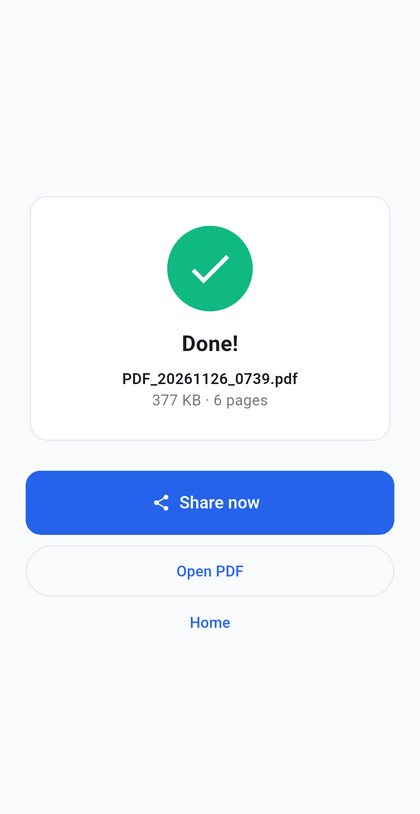 Done!
PDF_20261126_0739.pdf
377 KB · 6 pages
Share now
Open PDF
Home